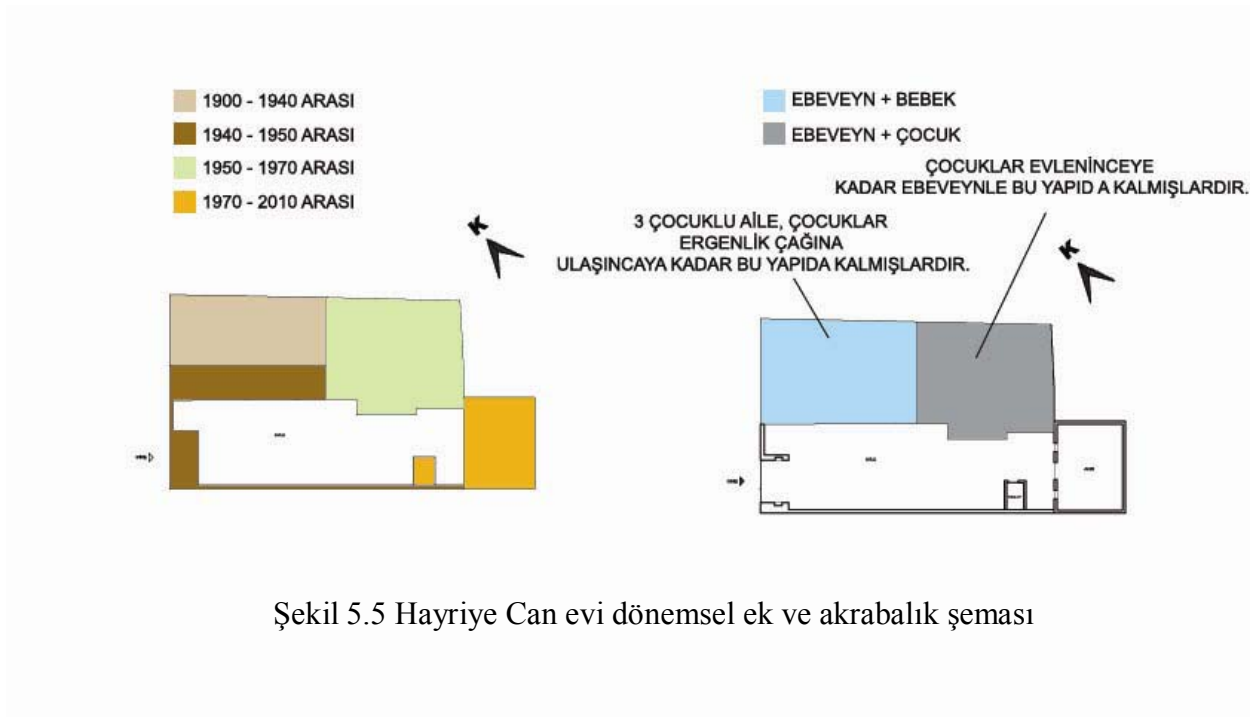 1900 - 1940 ARASI
1940 - 1950 ARASI
1950 - 1970 ARASI
1970 - 2010 ARASI
K
EBEVEYN + BEBEK
EBEVEYN + ÇOCUK
ÇOCUKLAR EVLENİNCEYE
KADAR EBEVEYNLE BU YAPID A KALMIŞLARDIR.
3 ÇOCUKLU AİLE, ÇOCUKLAR
ERGENLİK ÇAĞINA
ULAŞINCAYA KADAR BU YAPIDA KALMIŞLARDIR.
K
Şekil 5.5 Hayriye Can evi dönemsel ek ve akrabalık şeması